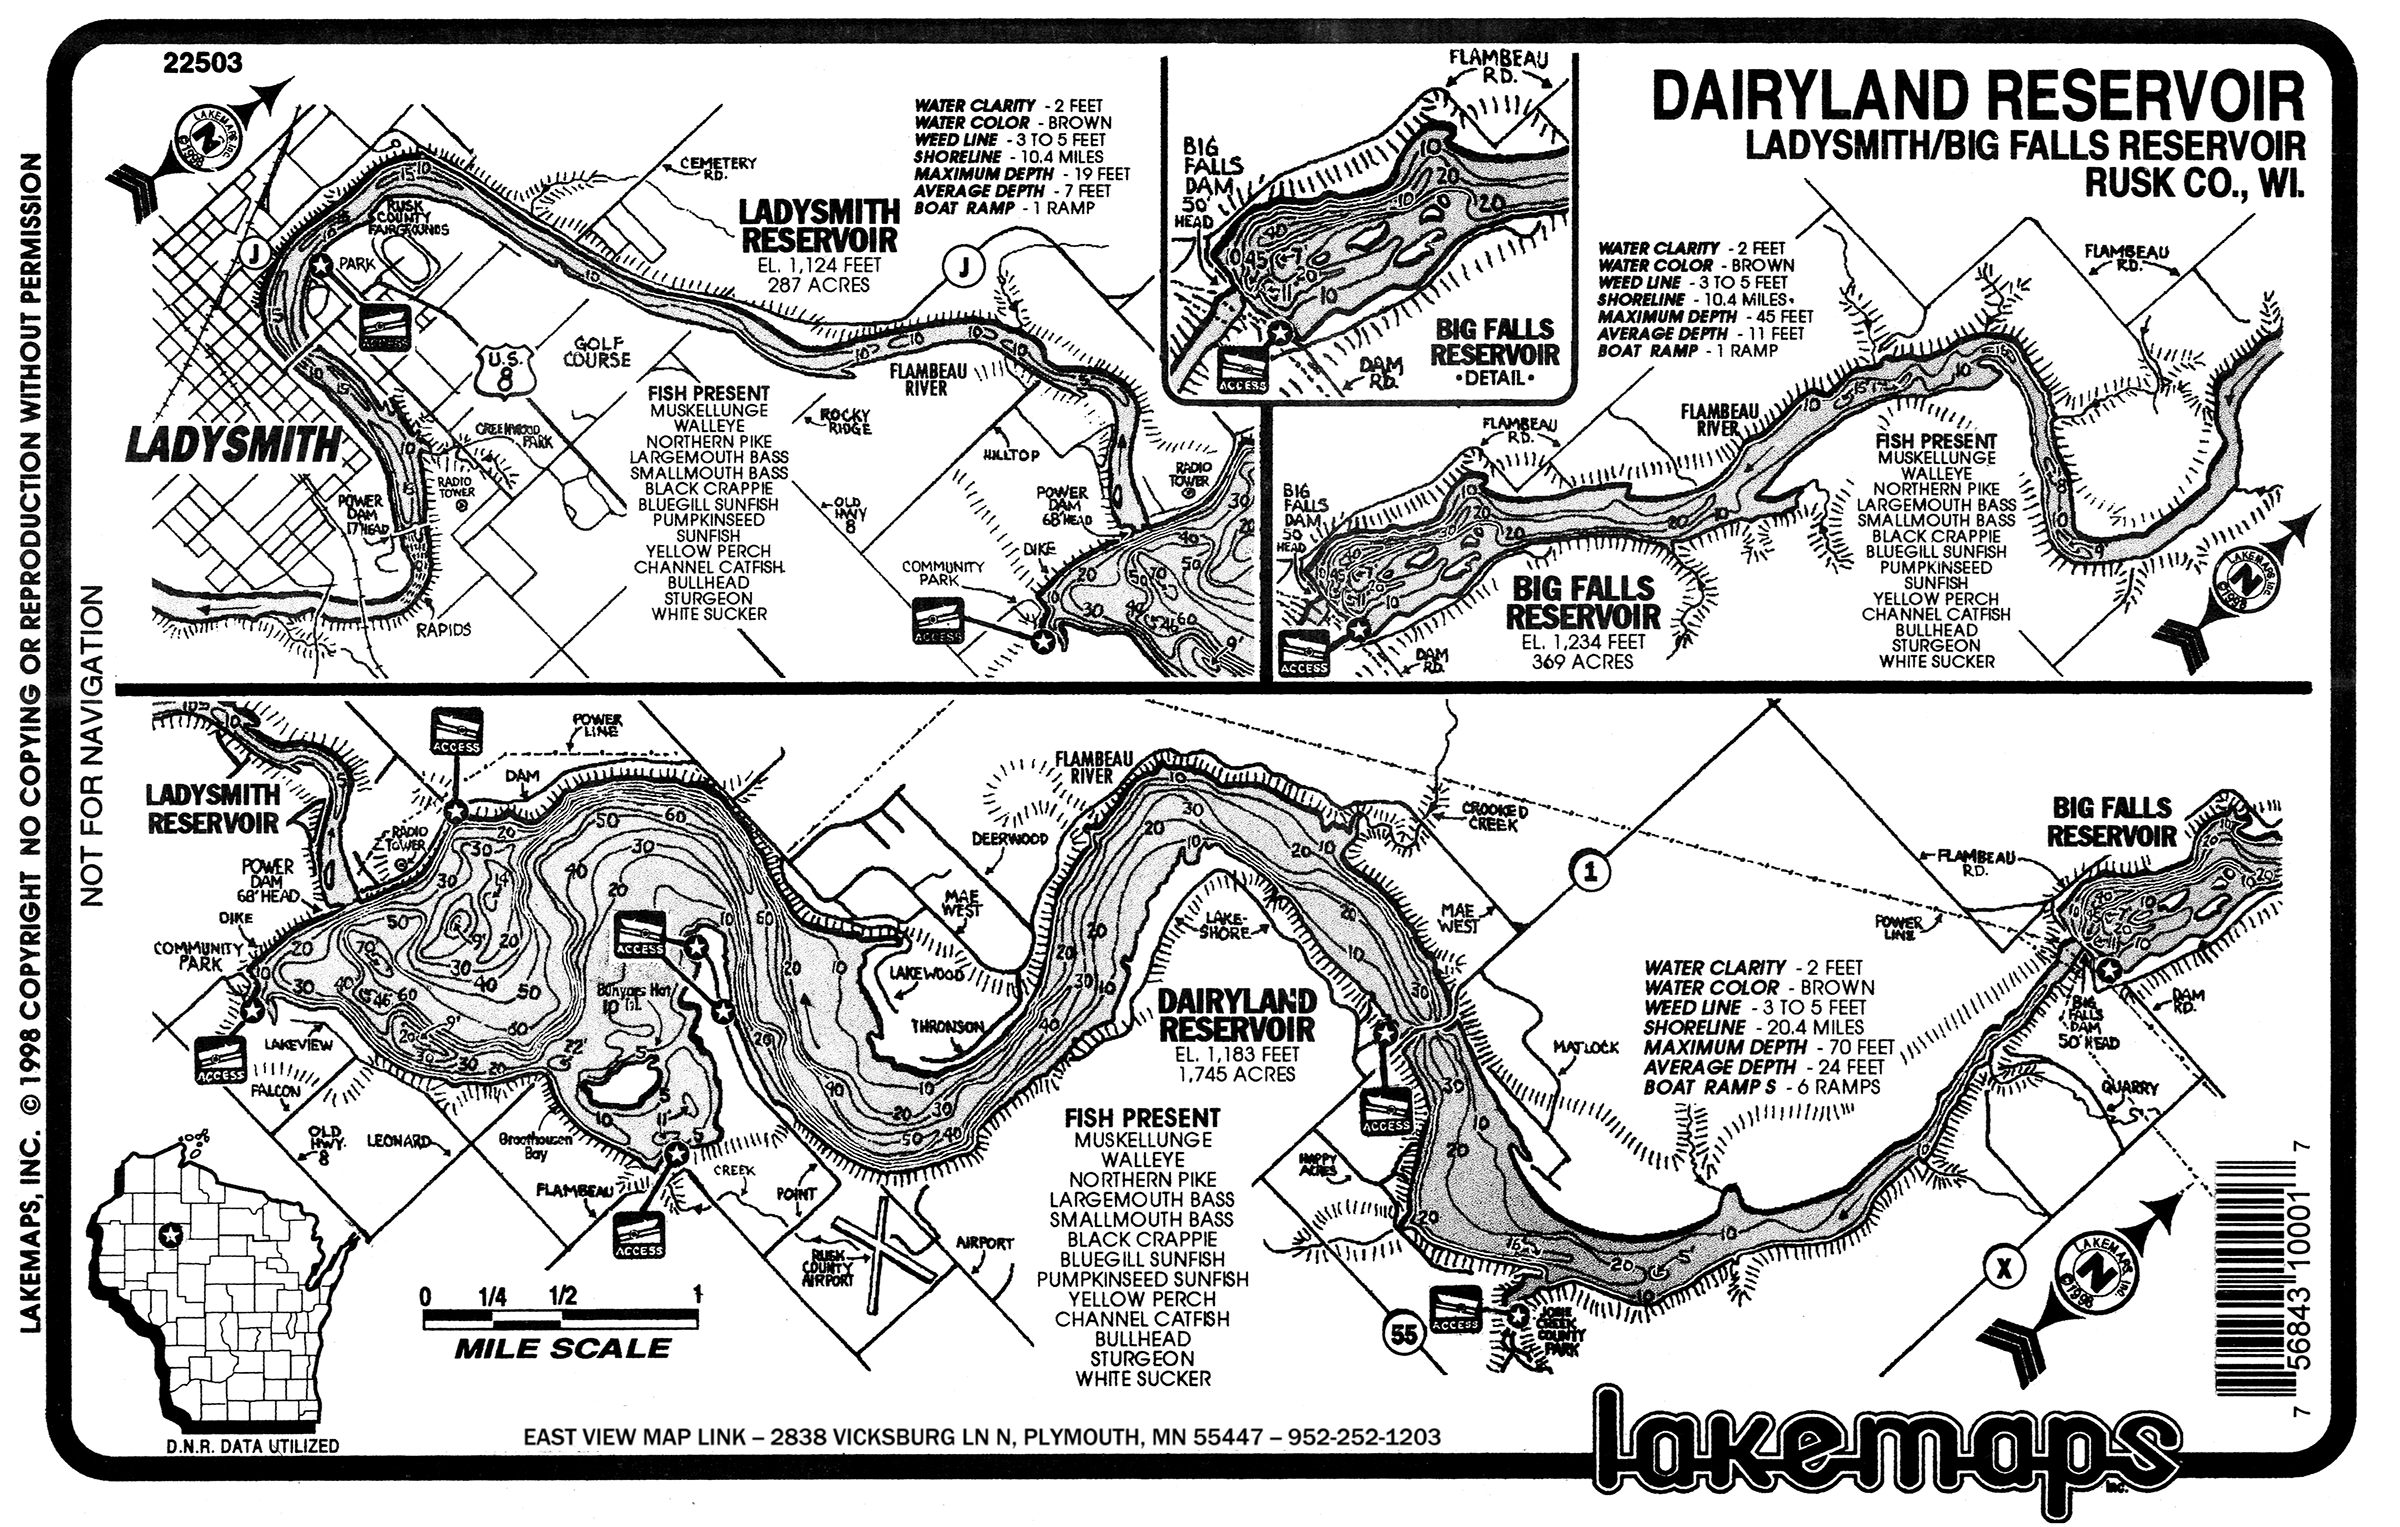 22503
DAIRYLAND RESERVOIR
LADYSMITH/BIG FALLS RESERVOIR
RUSK CO., WI.
LAKEMAPS, INC. © 1998 COPYRIGHT NO COPYING OR REPRODUCTION WITHOUT PERMISSION
NOT FOR NAVIGATION
WATER CLARITY - 2 FEET
WATER COLOR - BROWN
WEED LINE - 3 TO 5 FEET
SHORELINE - 10.4 MILES
MAXIMUM DEPTH - 19 FEET
AVERAGE DEPTH - 7 FEET
BOAT RAMP - 1 RAMP
LADYSMITH
RESERVOIR
EL. 1,124 FEET
287 ACRES
CEMETERY
RD.
J
J
RUSK
COUNTY
FAIRGROUNDS
PARK
ACCESS
U.S.
8
GOLF
COURSE
LADYSMITH
GREENWOOD
PARK
RADIO
TOWER
POWER
DAM
17' HEAD
RAPIDS
FISH PRESENT
MUSKELLUNGE
WALLEYE
NORTHERN PIKE
LARGEMOUTH BASS
SMALLMOUTH BASS
BLACK CRAPPIE
BLUEGILL SUNFISH
PUMPKINSEED
SUNFISH
YELLOW PERCH
CHANNEL CATFISH
BULLHEAD
STURGEON
WHITE SUCKER
FLAMBEAU
RIVER
ROCKY
RIDGE
HILLTOP
OLD
HWY
8
RADIO
TOWER
POWER
DAM
68' HEAD
DIKE
COMMUNITY
PARK
ACCESS
FLAMBEAU
RD.
BIG
FALLS
DAM
50'
HEAD
ACCESS
DAM
RD.
BIG FALLS
RESERVOIR
• DETAIL •
WATER CLARITY - 2 FEET
WATER COLOR - BROWN
WEED LINE - 3 TO 5 FEET
SHORELINE - 10.4 MILES
MAXIMUM DEPTH - 45 FEET
AVERAGE DEPTH - 11 FEET
BOAT RAMP - 1 RAMP
FLAMBEAU
RD.
FLAMBEAU
RIVER
FLAMBEAU
RD.
BIG
FALLS
DAM
50'
HEAD
ACCESS
DAM
RD.
BIG FALLS
RESERVOIR
EL. 1,234 FEET
369 ACRES
FISH PRESENT
MUSKELLUNGE
WALLEYE
NORTHERN PIKE
LARGEMOUTH BASS
SMALLMOUTH BASS
BLACK CRAPPIE
BLUEGILL SUNFISH
PUMPKINSEED
SUNFISH
YELLOW PERCH
CHANNEL CATFISH
BULLHEAD
STURGEON
WHITE SUCKER
LADYSMITH
RESERVOIR
ACCESS
POWER
LINE
DAM
RADIO
TOWER
POWER
DAM
68' HEAD
DIKE
COMMUNITY
PARK
ACCESS
LAKEVIEW
FALCON
OLD
HWY.
8
LEONARD
Groothousen
Bay
FLAMBEAU
ACCESS
CREEK
POINT
RUSK
COUNTY
AIRPORT
AIRPORT
ACCESS
FLAMBEAU
RIVER
DEERWOOD
MAE
WEST
LAKEWOOD
THRONSON
LAKE-
SHORE
CROOKED
CREEK
MAE
WEST
1
MATLOCK
DAIRYLAND
RESERVOIR
EL. 1,183 FEET
1,745 ACRES
FISH PRESENT
MUSKELLUNGE
WALLEYE
NORTHERN PIKE
LARGEMOUTH BASS
SMALLMOUTH BASS
BLACK CRAPPIE
BLUEGILL SUNFISH
PUMPKINSEED SUNFISH
YELLOW PERCH
CHANNEL CATFISH
BULLHEAD
STURGEON
WHITE SUCKER
ACCESS
HAPPY
ACRES
ACCESS
JOSIE
CREEK
COUNTY
PARK
55
WATER CLARITY - 2 FEET
WATER COLOR - BROWN
WEED LINE - 3 TO 5 FEET
SHORELINE - 20.4 MILES
MAXIMUM DEPTH - 70 FEET
AVERAGE DEPTH - 24 FEET
BOAT RAMP S - 6 RAMPS
BIG FALLS
RESERVOIR
FLAMBEAU
RD.
POWER
LINE
BIG
FALLS
DAM
50' HEAD
DAM
RD.
QUARRY
X
0 1/4 1/2 1
MILE SCALE
D.N.R. DATA UTILIZED
EAST VIEW MAP LINK – 2838 VICKSBURG LN N, PLYMOUTH, MN 55447 – 952-252-1203
lakemaps
inc.
7 56843 10001 7